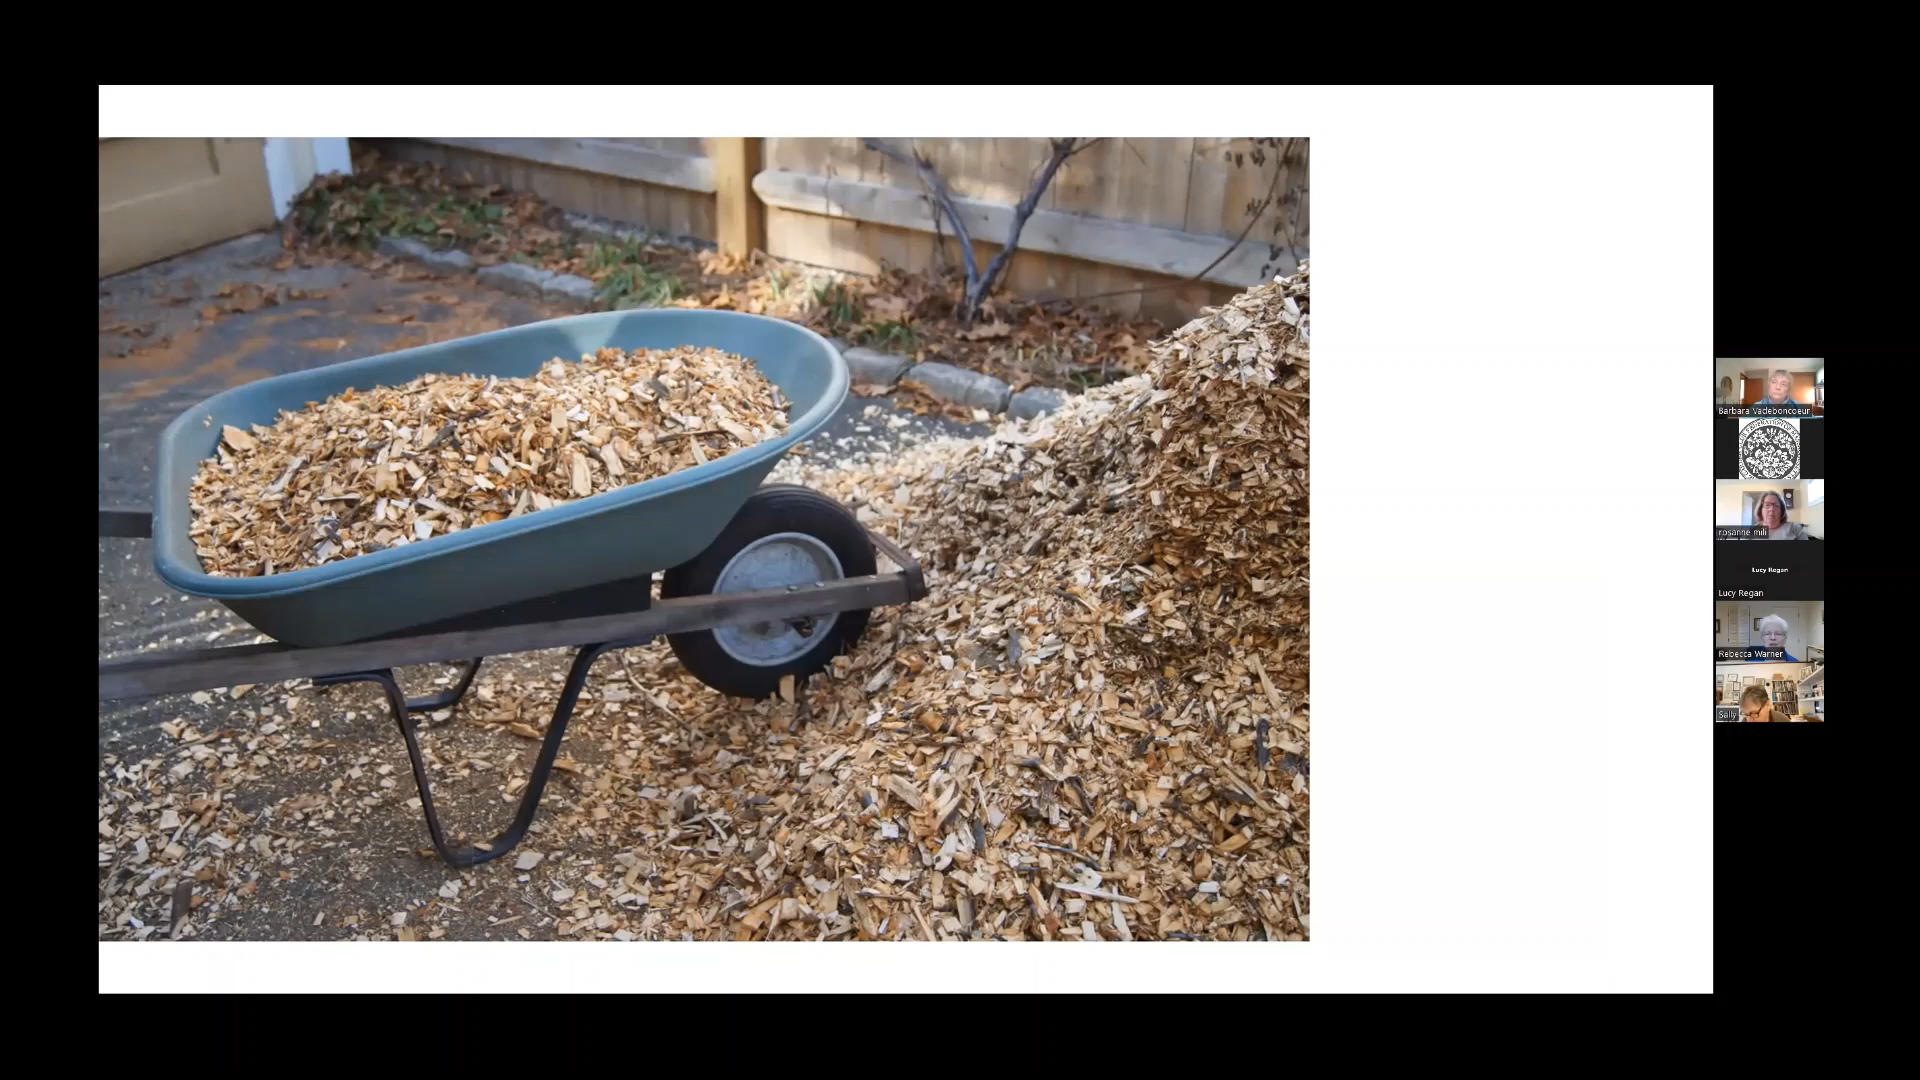 Barbara Vadeboncoeur
rosanne mili
Lucy Regan
Lucy Regan
Rebecca Warner
Sally